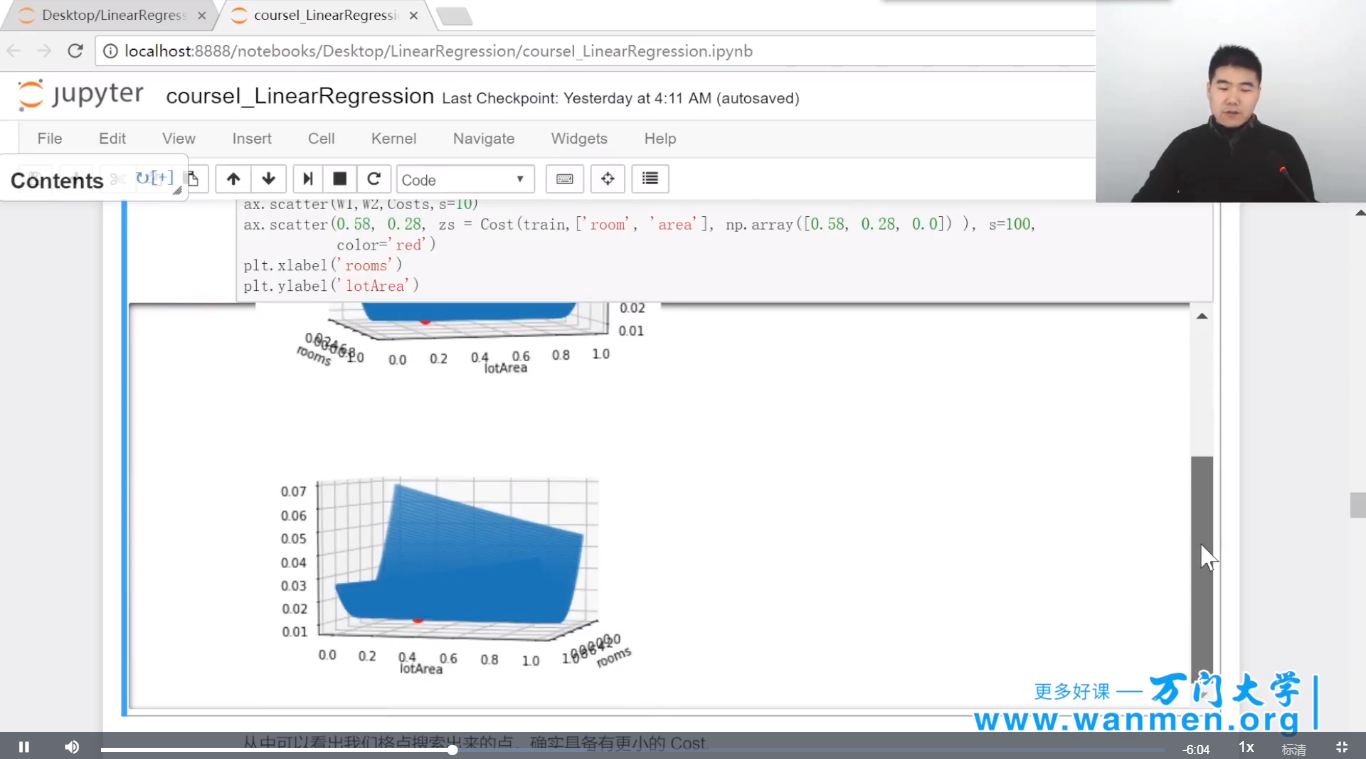 Desktop/LinearRegress ×
coursel_LinearRegressi ×
localhost:8888/notebooks/Desktop/LinearRegression/coursel_LinearRegression.ipynb
jupyter coursel_LinearRegression Last Checkpoint: Yesterday at 4:11 AM (autosaved)
File Edit View Insert Cell Kernel Navigate Widgets Help
Contents [+] Code
ax.scatter(W1,W2,Costs,s=10)
ax.scatter(0.58, 0.28, zs = Cost(train,['room', 'area'], np.array([0.58, 0.28, 0.0]) ), s=100,
color='red')
plt.xlabel('rooms')
plt.ylabel('lotArea')
0.02
0.01
rooms
0.0 0.2 0.4 0.6 0.8 1.0
lotArea
0.07
0.06
0.05
0.04
0.03
0.02
0.01
0.0 0.2 0.4 0.6 0.8 1.0
lotArea
rooms
更多好课 — 万门大学
www.wanmen.org
从中可以看出我们格点搜索出来的点，确实具备有更小的 Cost.
-6:04 1x 标清